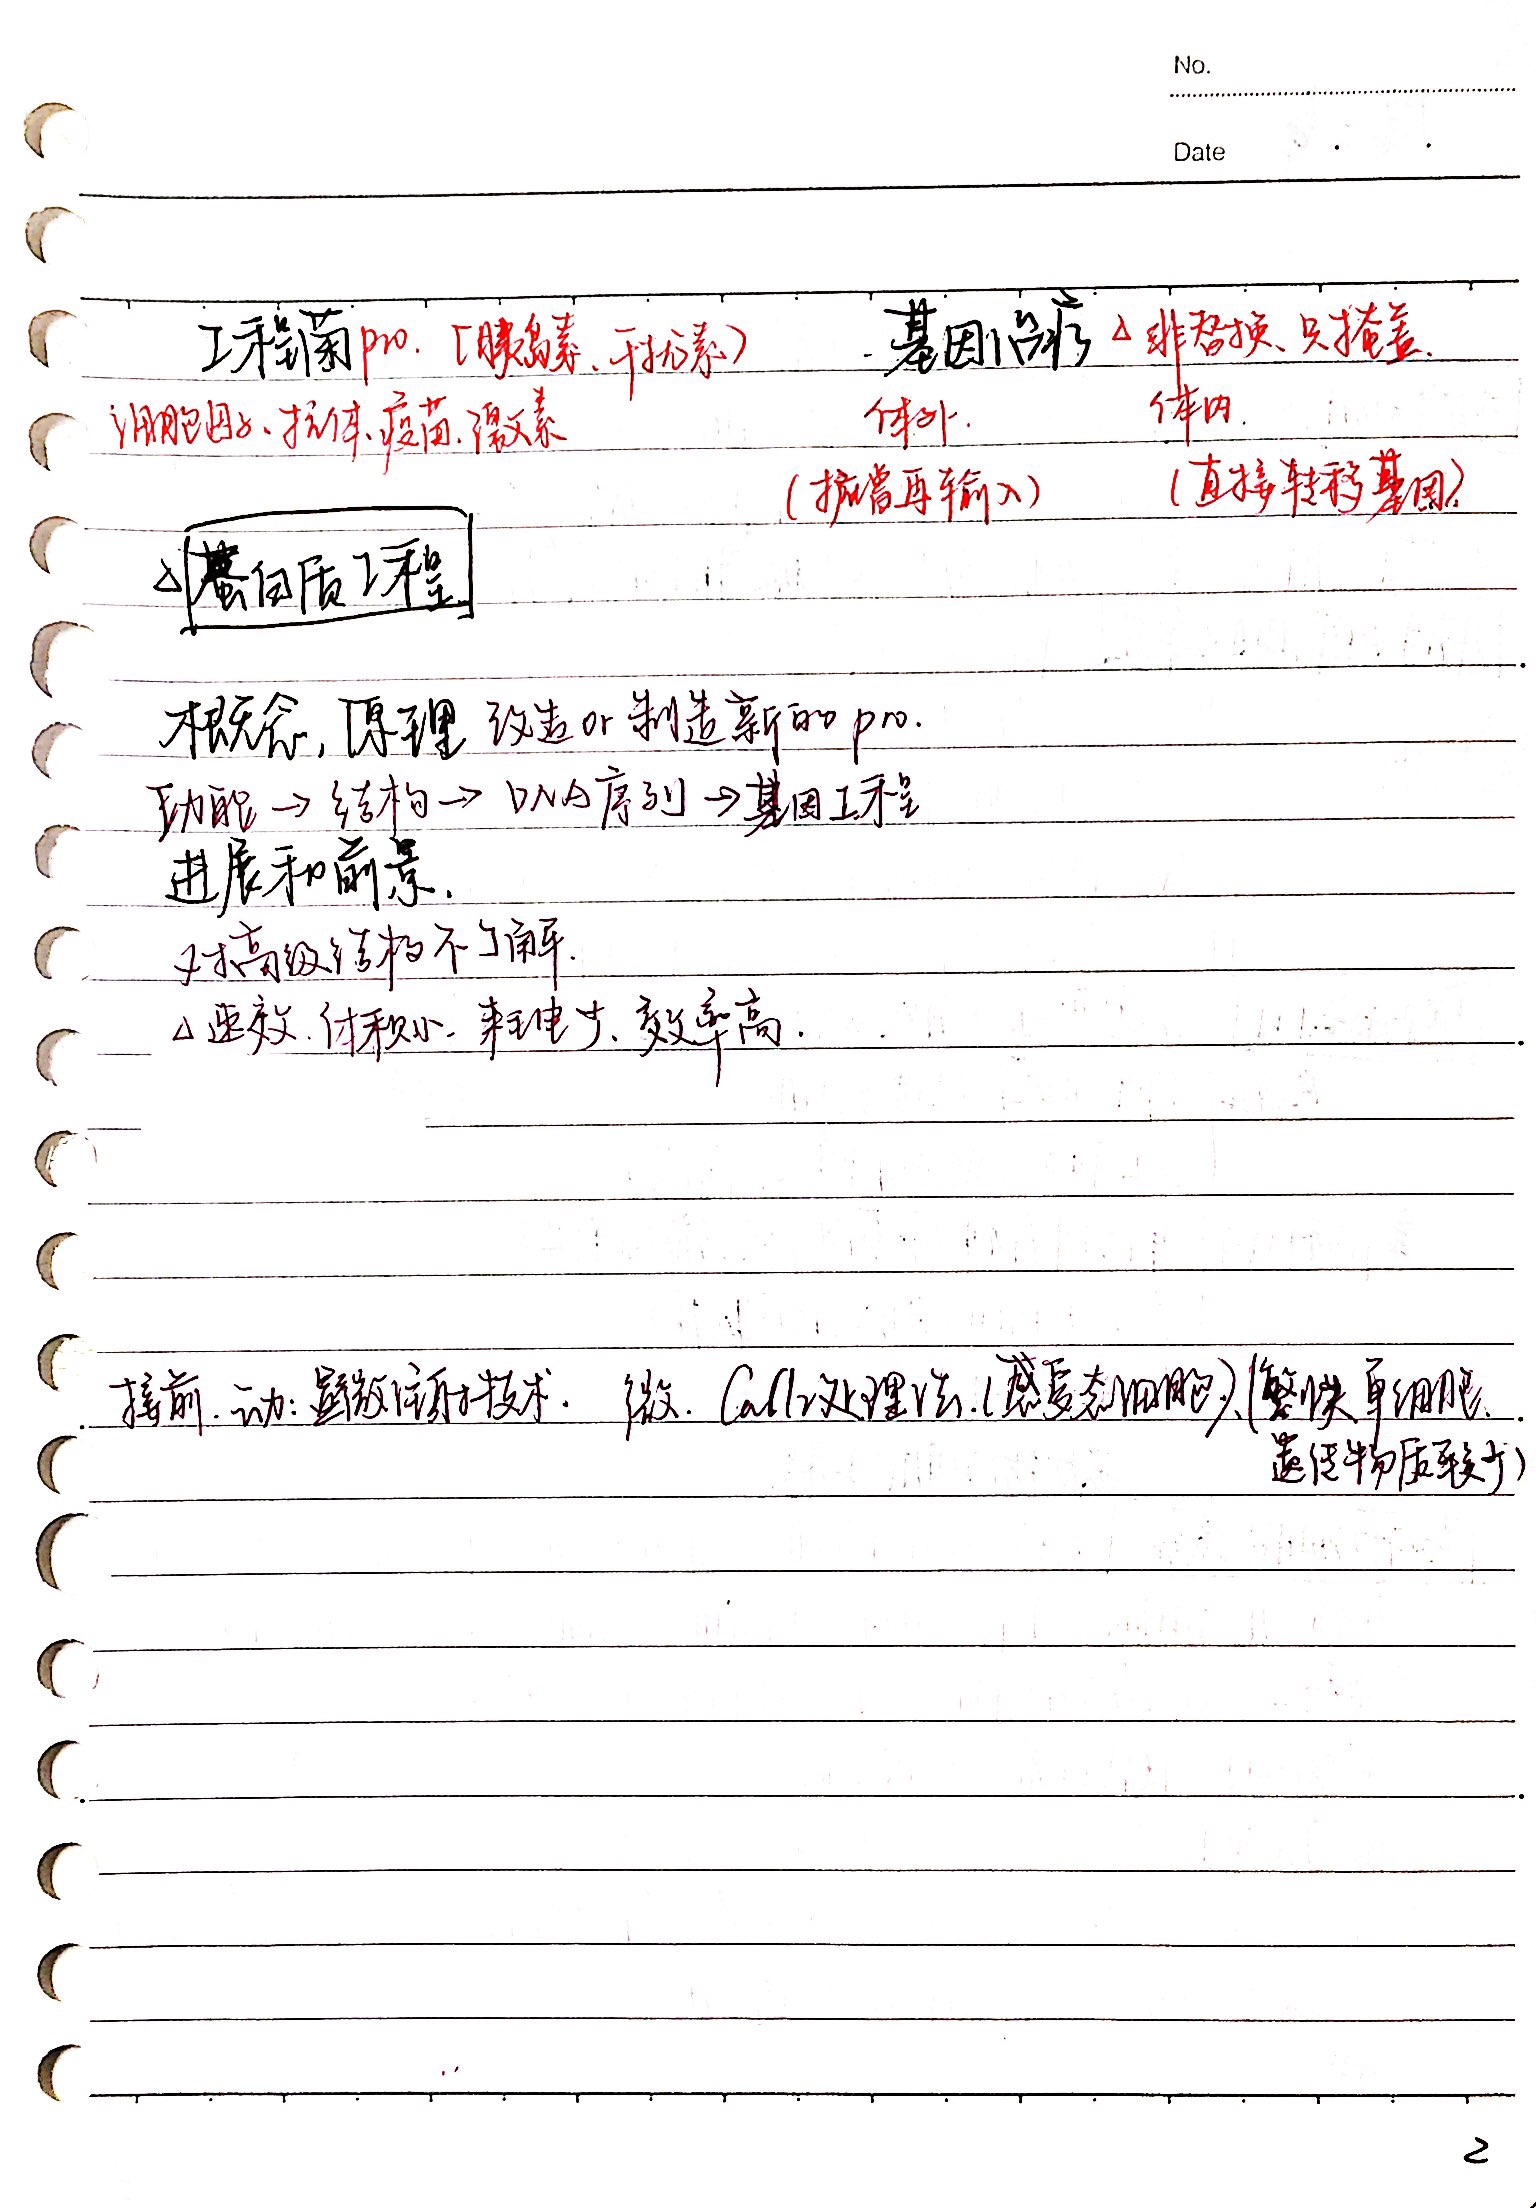 No.
Date
工程菌 pro. [胰岛素、干扰素) 基因治疗 △ 非替换、只掩盖.
细胞因子、抗体、疫苗、激素 体外. 体内.
(扩增再输入) (直接转移基因)
△ 蛋白质工程
概念, 原理 改造 or 制造新的 pro.
功能 → 结构 → DNA序列 → 基因工程
进展和前景.
对高级结构不了解.
△ 速效. 体积小. 耗电少、效率高.
接前. 动: 显微注射技术. 微. CaCl2处理法.(感受态细胞)、(繁快单细胞.
遗传物质较少)
2